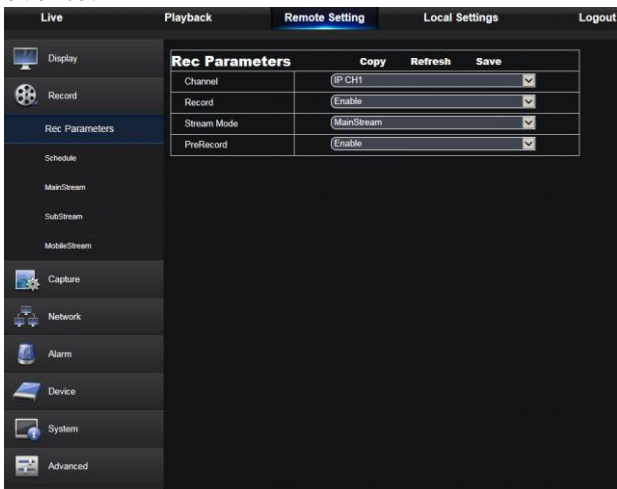 Live Playback Remote Setting Local Settings Logout
Display
Record
Rec Parameters
Schedule
MainStream
SubStream
MobileStream
Capture
Network
Alarm
Device
System
Advanced
Rec Parameters Copy Refresh Save
Channel IP CH1
Record Enable
Stream Mode MainStream
PreRecord Enable